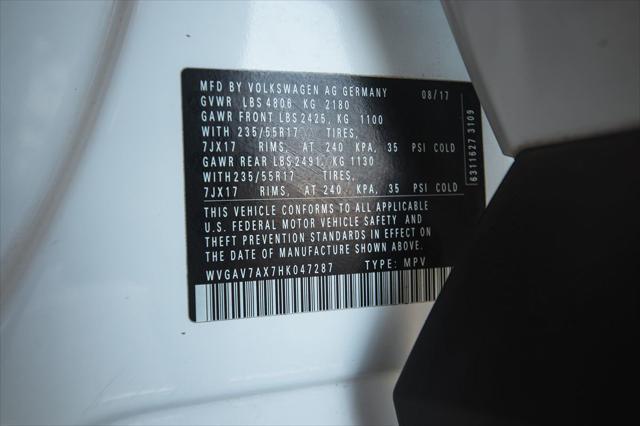 MFD BY VOLKSWAGEN AG GERMANY 08/17
GVWR LBS 4806 KG 2180
GAWR FRONT LBS 2425, KG 1100
WITH 235/55R17 TIRES,
7JX17 RIMS, AT 240 KPA, 35 PSI COLD
GAWR REAR LBS 2491, KG 1130
WITH 235/55R17 TIRES,
7JX17 RIMS, AT 240 KPA, 35 PSI COLD
6311627 3109
THIS VEHICLE CONFORMS TO ALL APPLICABLE
U.S. FEDERAL MOTOR VEHICLE SAFETY AND
THEFT PREVENTION STANDARDS IN EFFECT ON
THE DATE OF MANUFACTURE SHOWN ABOVE.
WVGAV7AX7HK047287 TYPE: MPV